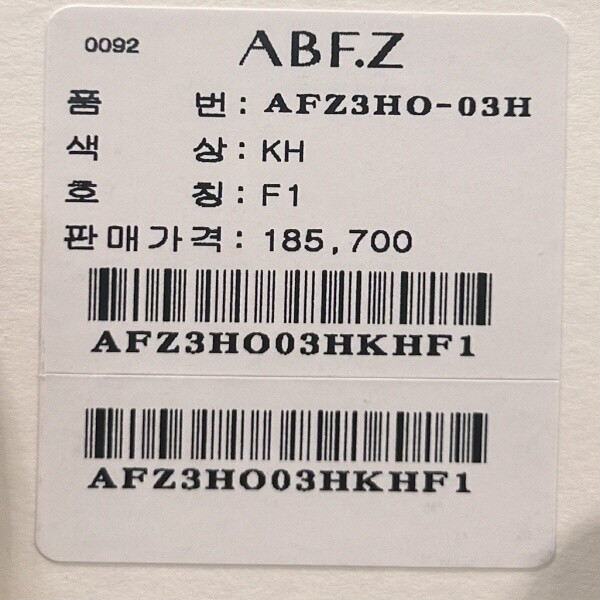 0092 ABF.Z
품 번 : AFZ3HO-03H
색 상 : KH
호 칭 : F1
판매가격 : 185,700
AFZ3HO03HKHF1
AFZ3HO03HKHF1